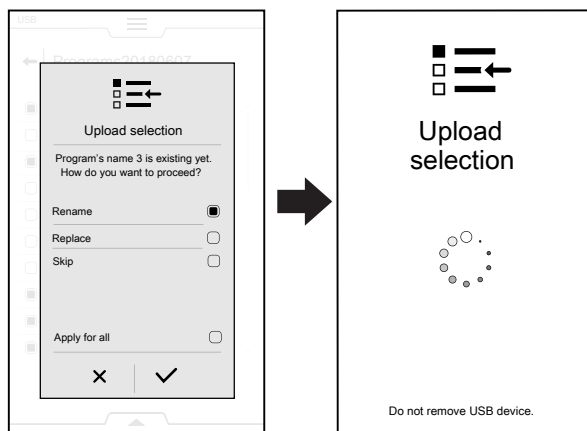 USB
Programs20180607
Upload selection
Program's name 3 is existing yet.
How do you want to proceed?
Rename
Replace
Skip
Apply for all
Upload
selection
Do not remove USB device.